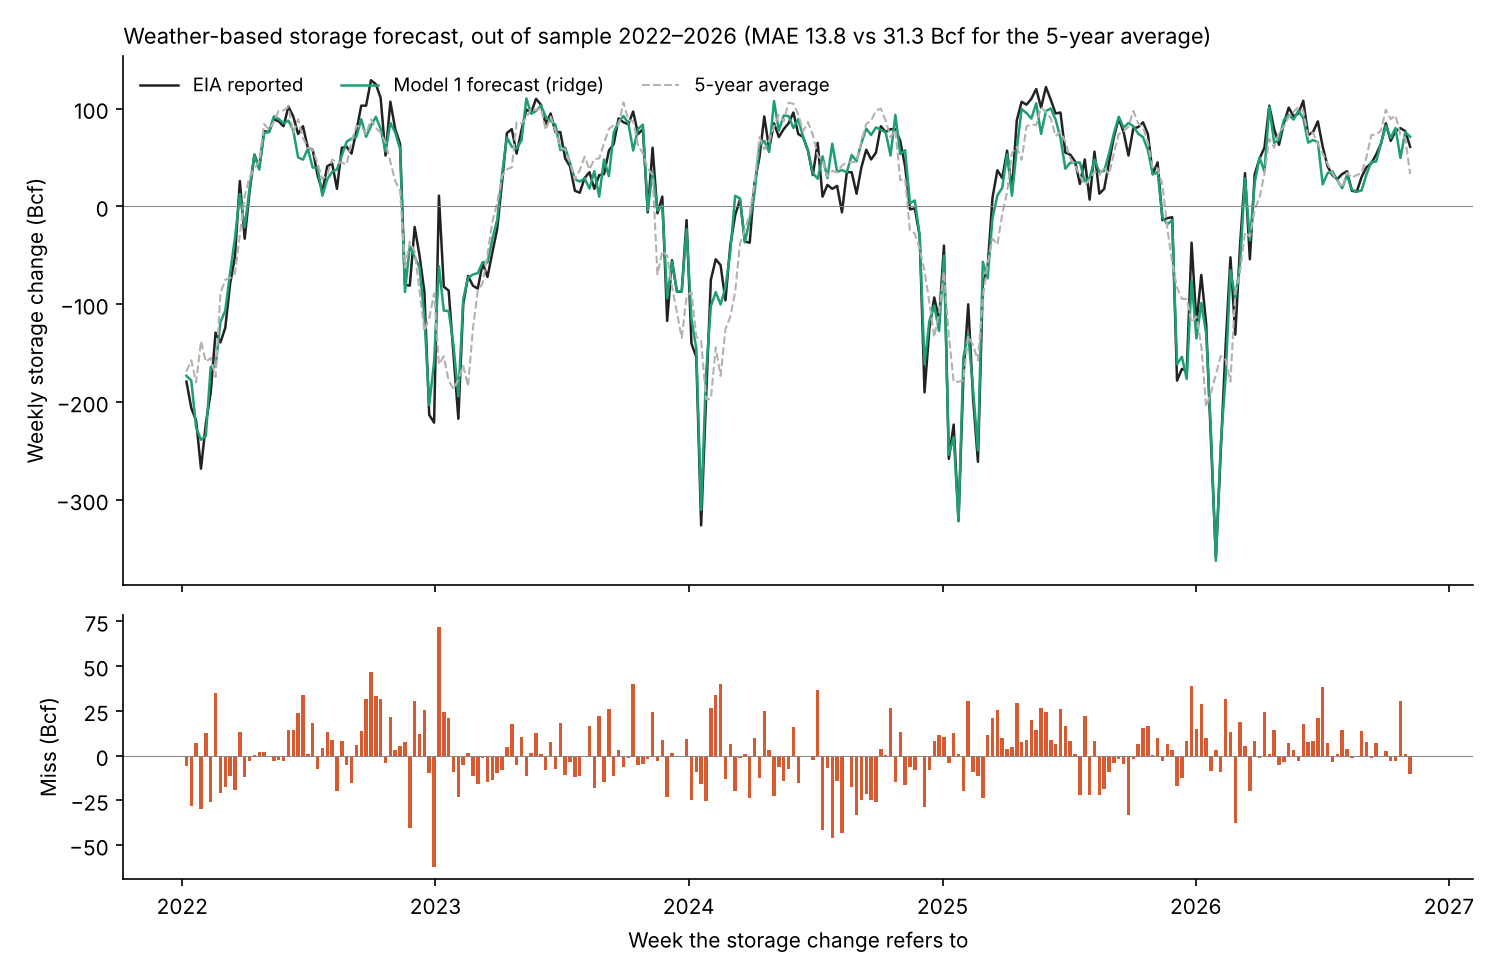 Weather-based storage forecast, out of sample 2022–2026 (MAE 13.8 vs 31.3 Bcf for the 5-year average)
EIA reported
Model 1 forecast (ridge)
5-year average
Weekly storage change (Bcf)
100
0
−100
−200
−300
Miss (Bcf)
75
50
25
0
−25
−50
2022
2023
2024
2025
2026
2027
Week the storage change refers to